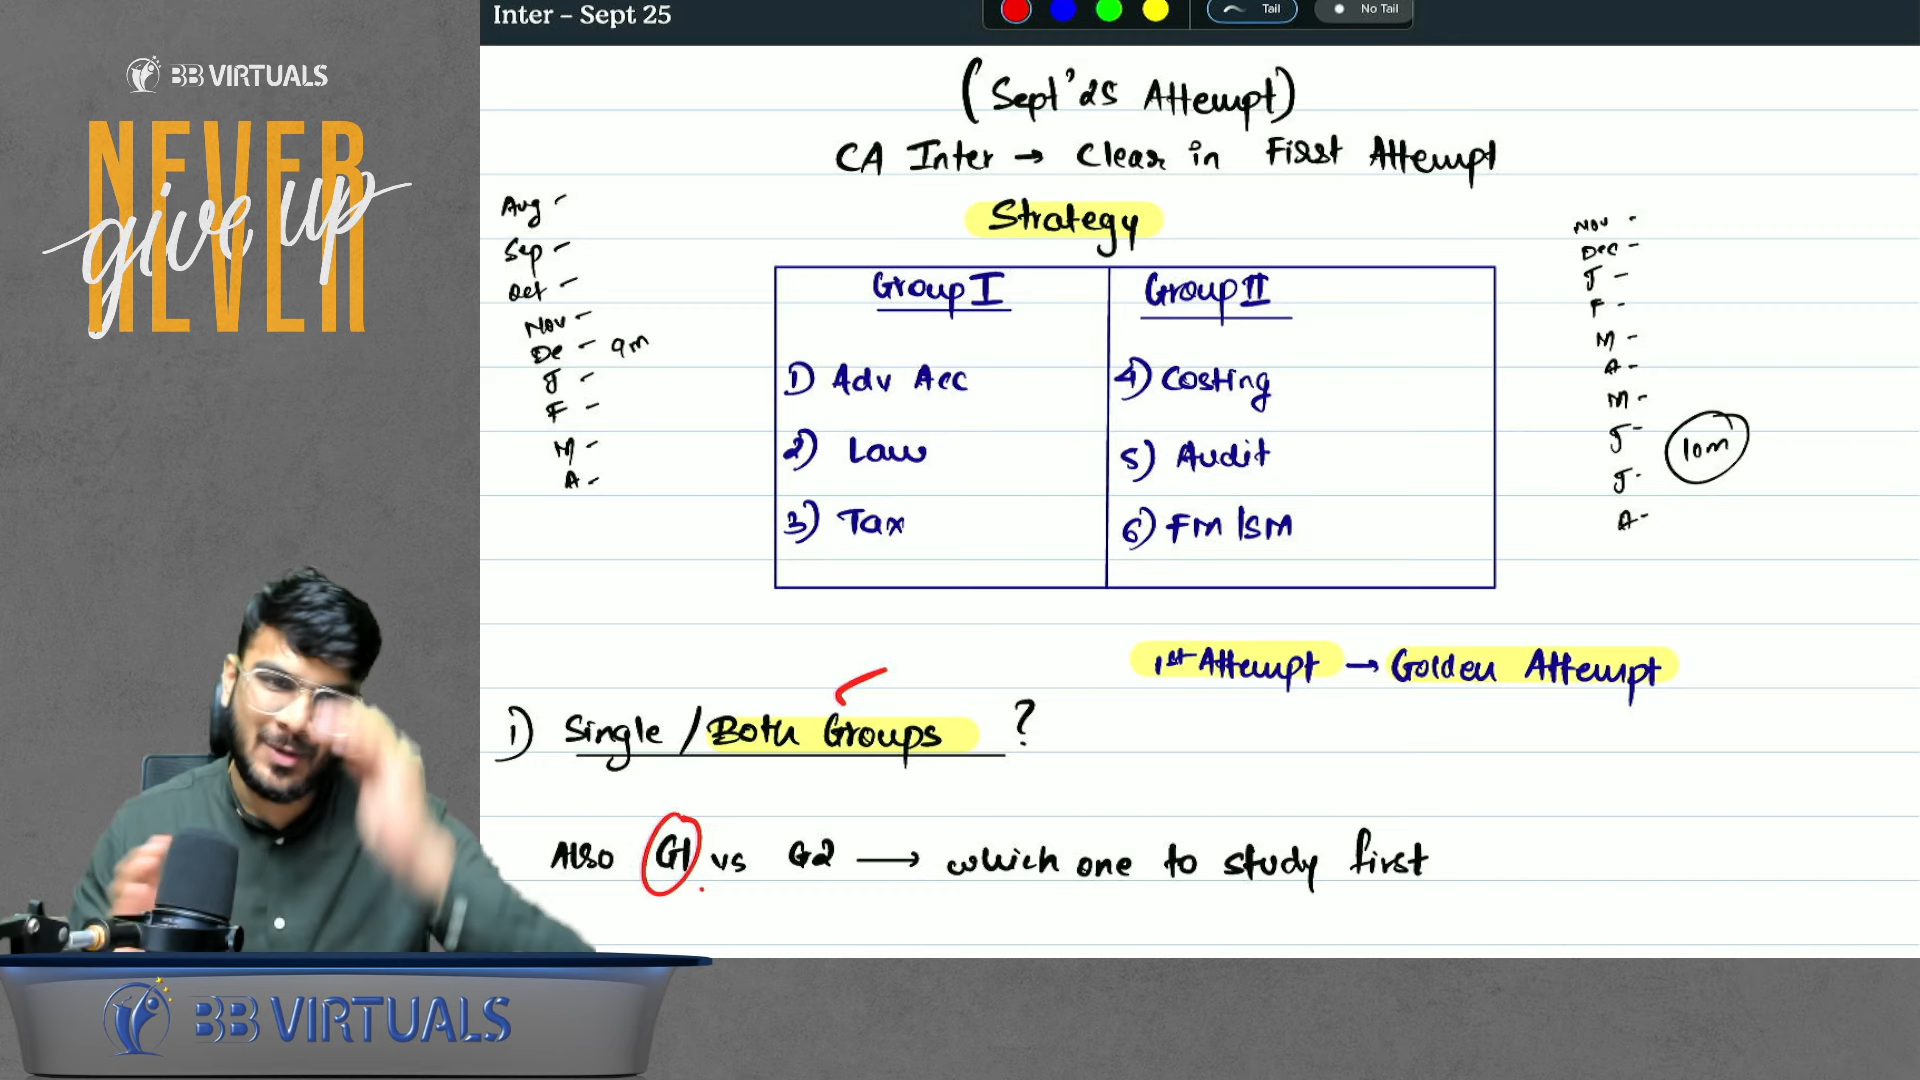 Inter – Sept 25
Tail
No Tail
BB VIRTUALS
NEVER
give up
NEVER
(Sept'25 Attempt)
CA Inter → Clear in First Attempt
Strategy
Aug -
Sep -
Oct -
Nov -
De - 9m
J -
F -
M -
A -
Group I
1) Adv Acc
2) Law
3) Tax
Group II
4) Costing
5) Audit
6) FM/SM
Nov -
Dec -
J -
F -
M -
A -
M -
J -
J -
A -
10m
1st Attempt → Golden Attempt
1) Single / Both Groups ?
Also G1 vs G2 → which one to study first
BB VIRTUALS